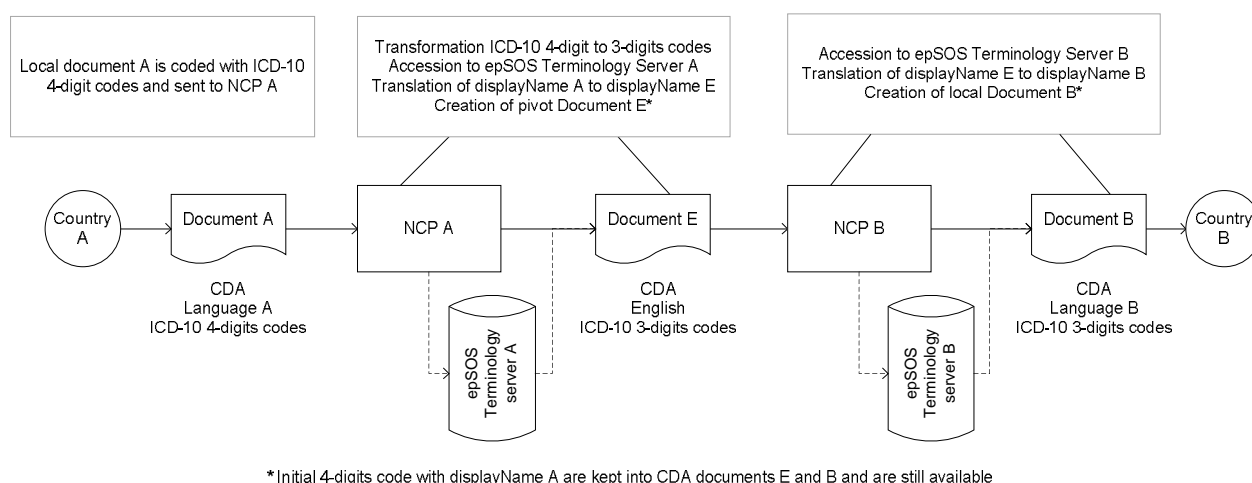 Local document A is coded with ICD-10
4-digit codes and sent to NCP A
Transformation ICD-10 4-digit to 3-digits codes
Accession to epSOS Terminology Server A
Translation of displayName A to displayName E
Creation of pivot Document E*
Accession to epSOS Terminology Server B
Translation of displayName E to displayName B
Creation of local Document B*
Country
A
Document A
NCP A
Document E
NCP B
Document B
Country
B
CDA
Language A
ICD-10 4-digits codes
epSOS
Terminology
server A
CDA
English
ICD-10 3-digits codes
epSOS
Terminology
server B
CDA
Language B
ICD-10 3-digits codes
* Initial 4-digits code with displayName A are kept into CDA documents E and B and are still available